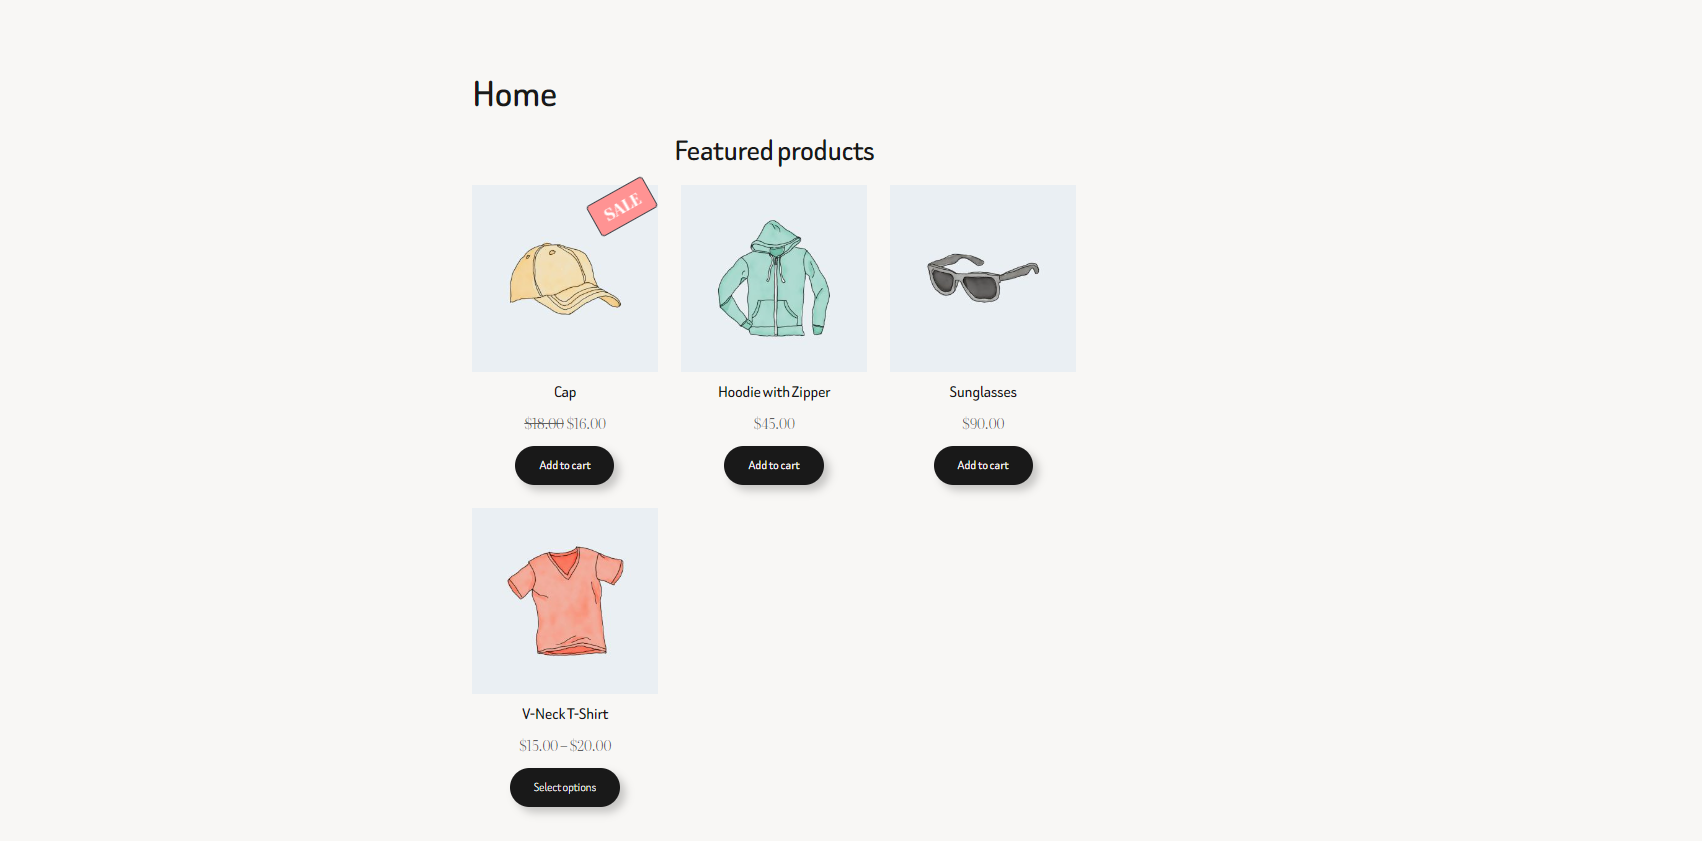 Home
Featured products
SALE
Cap
$18.00 $16.00
Add to cart
Hoodie with Zipper
$45.00
Add to cart
Sunglasses
$90.00
Add to cart
V-Neck T-Shirt
$15.00 – $20.00
Select options